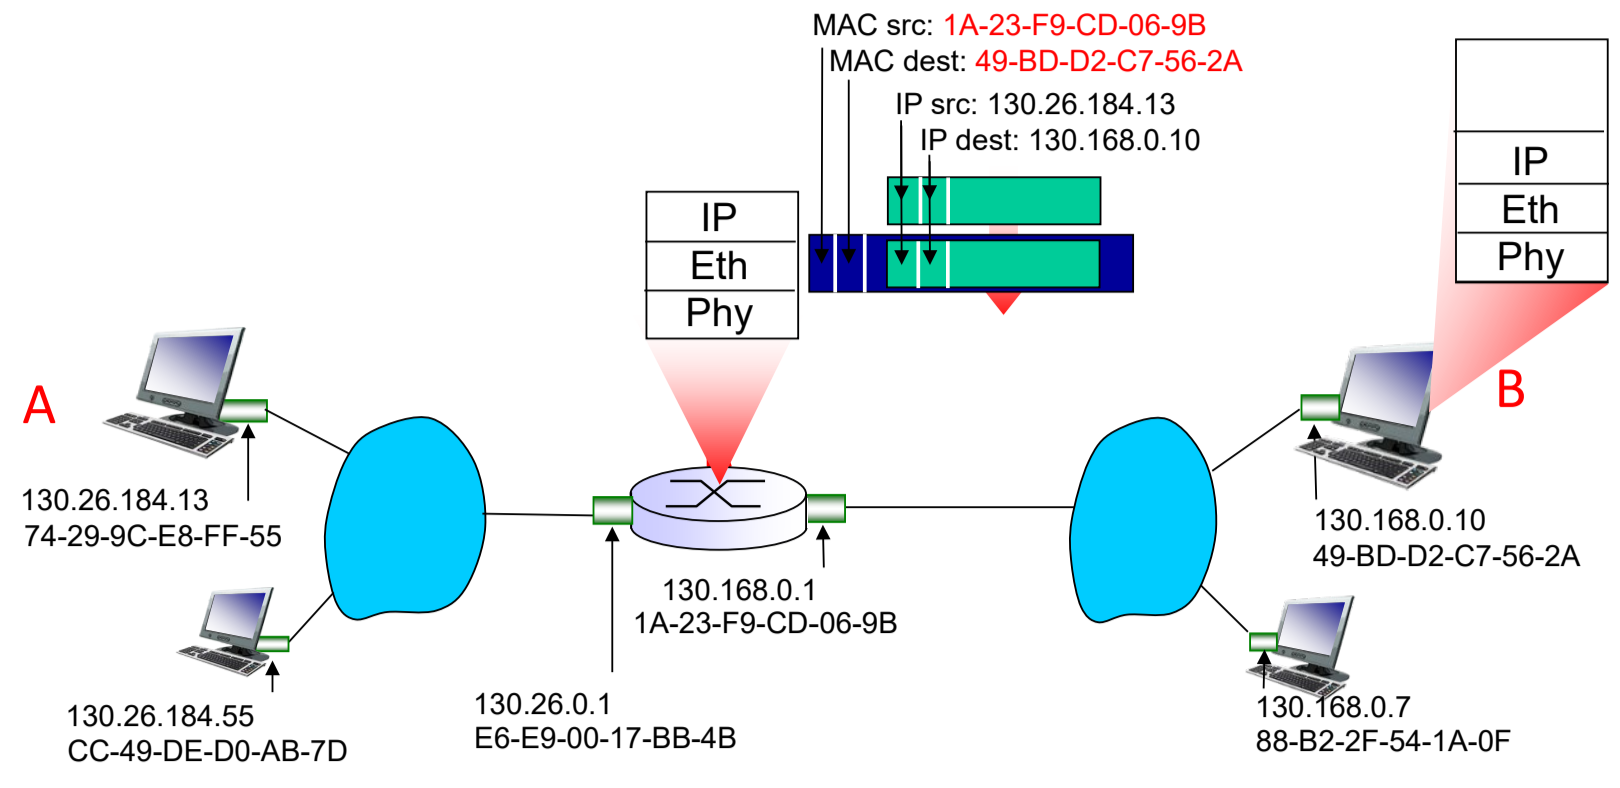 MAC src: 1A-23-F9-CD-06-9B
MAC dest: 49-BD-D2-C7-56-2A
IP src: 130.26.184.13
IP dest: 130.168.0.10
IP
Eth
Phy
IP
Eth
Phy
A
B
130.26.184.13
74-29-9C-E8-FF-55
130.168.0.10
49-BD-D2-C7-56-2A
130.168.0.1
1A-23-F9-CD-06-9B
130.26.184.55
CC-49-DE-D0-AB-7D
130.26.0.1
E6-E9-00-17-BB-4B
130.168.0.7
88-B2-2F-54-1A-0F